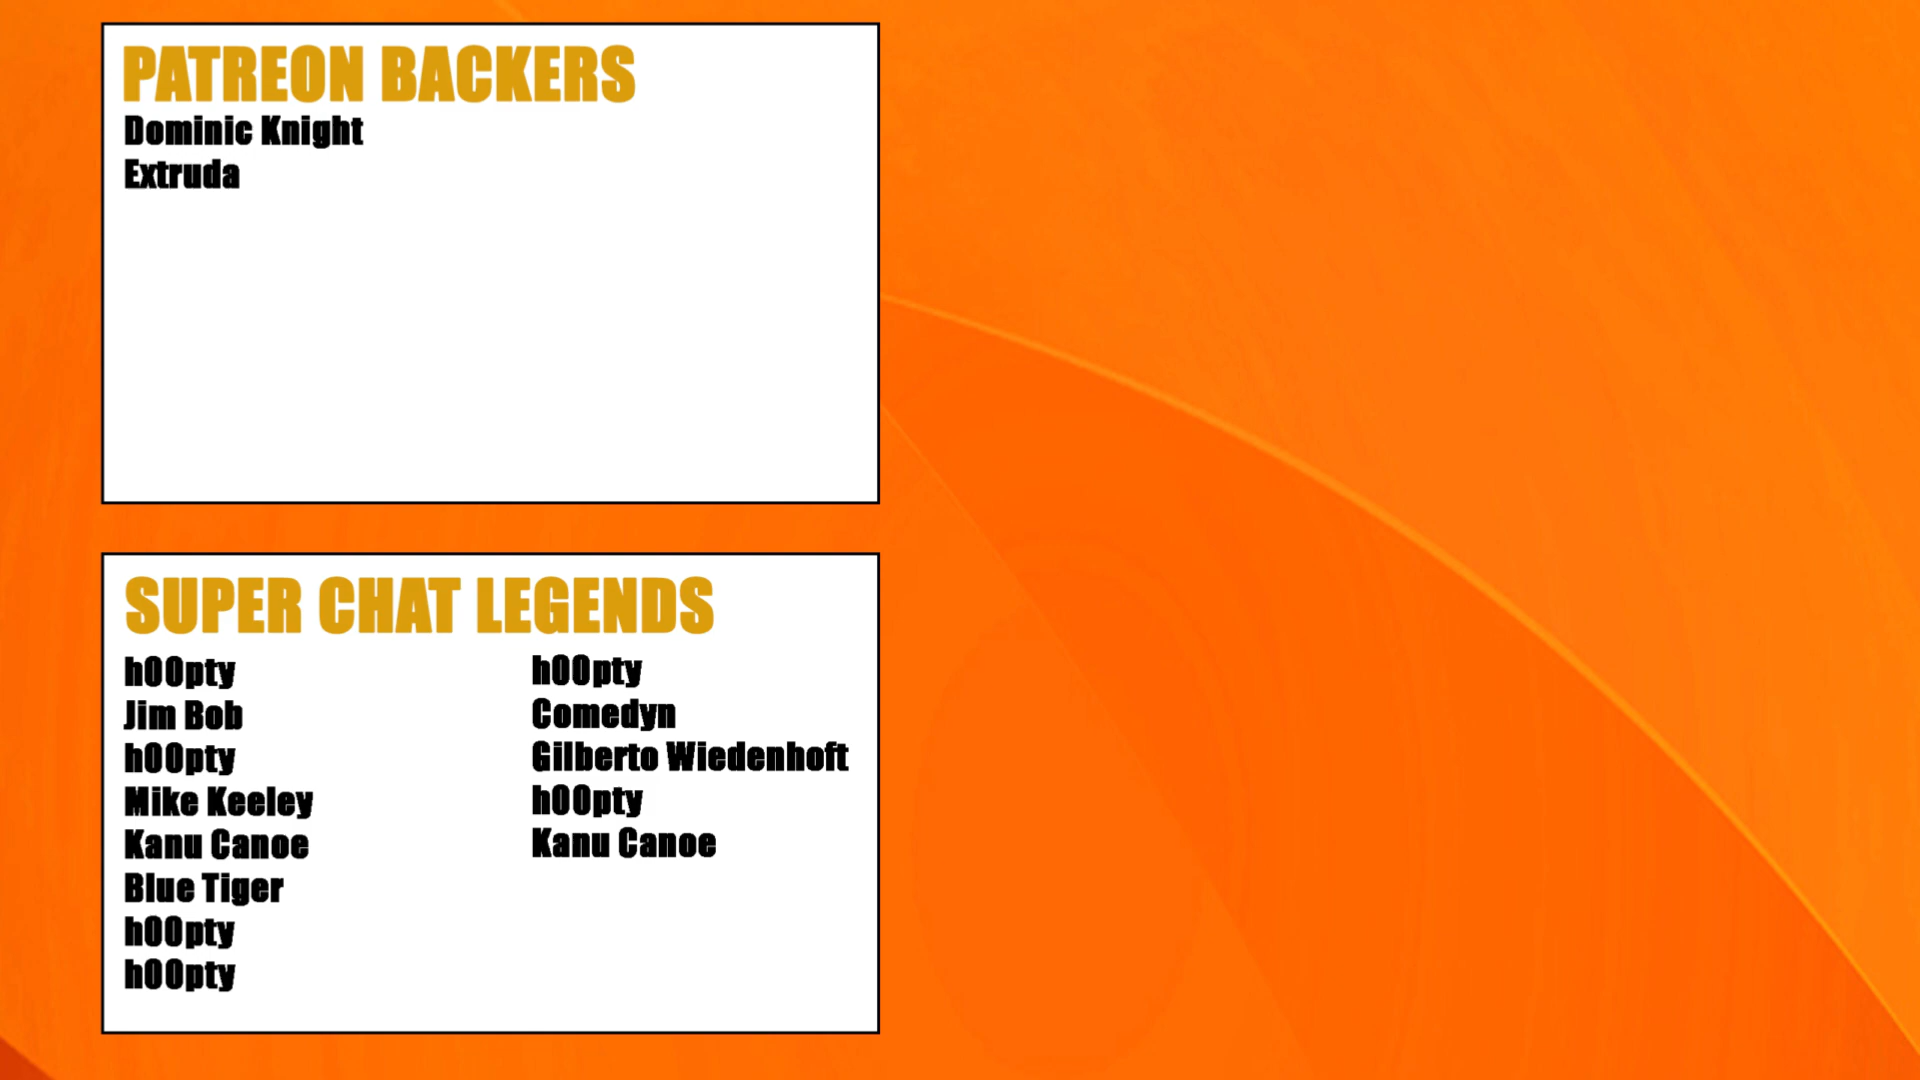 PATREON BACKERS
Dominic Knight
Extruda
SUPER CHAT LEGENDS
h00pty
Jim Bob
h00pty
Mike Keeley
Kanu Canoe
Blue Tiger
h00pty
h00pty
h00pty
Comedyn
Gilberto Wiedenhoft
h00pty
Kanu Canoe